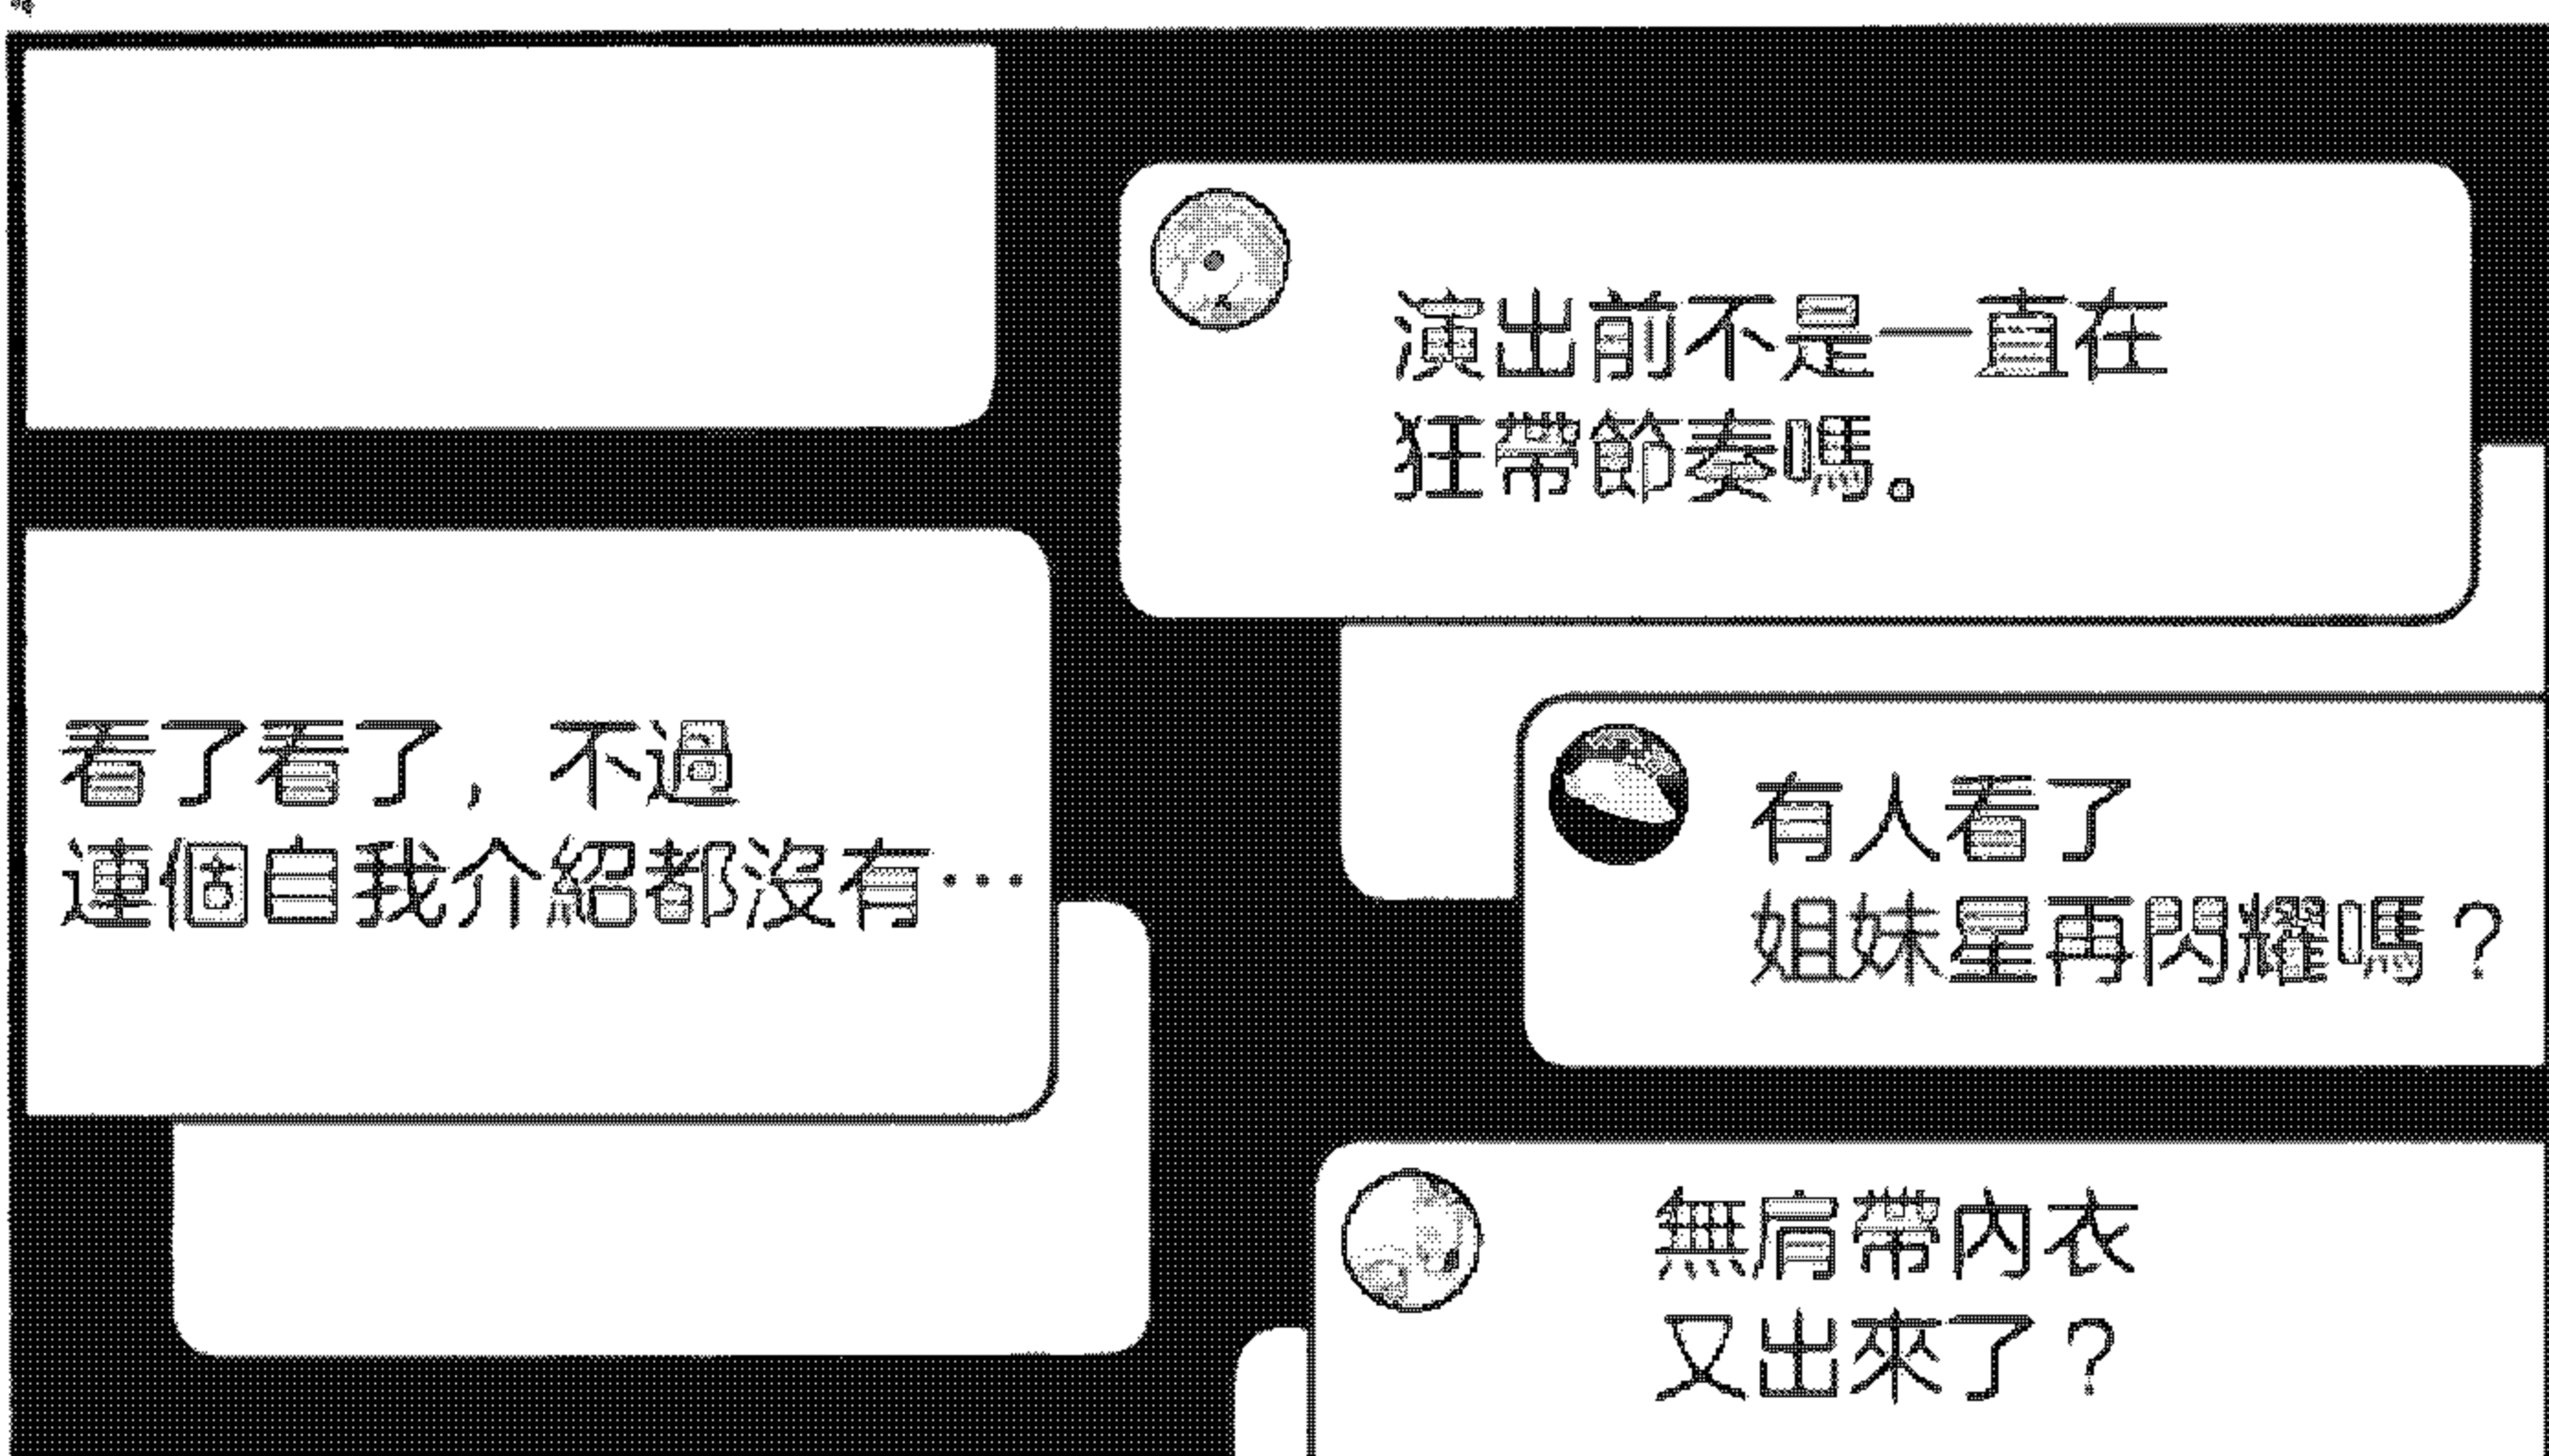 演出前不是一直在
狂帶節奏嗎。
有人看了
姐妹星再閃耀嗎？
看了看了，不過
連個自我介紹都沒有…
無肩帶內衣
又出來了？